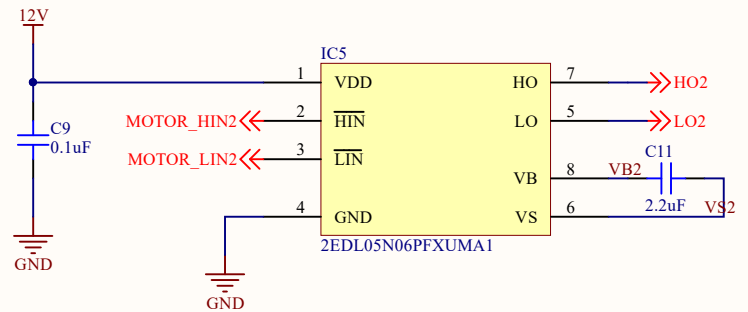 12V
IC5
1 VDD HO 7 HO2
MOTOR_HIN2 2 HIN LO 5 LO2
C9
0.1uF
MOTOR_LIN2 3 LIN
C11
VB 8 VB2
2.2uF
4 GND VS 6 VS2
2EDL05N06PFXUMA1
GND
GND